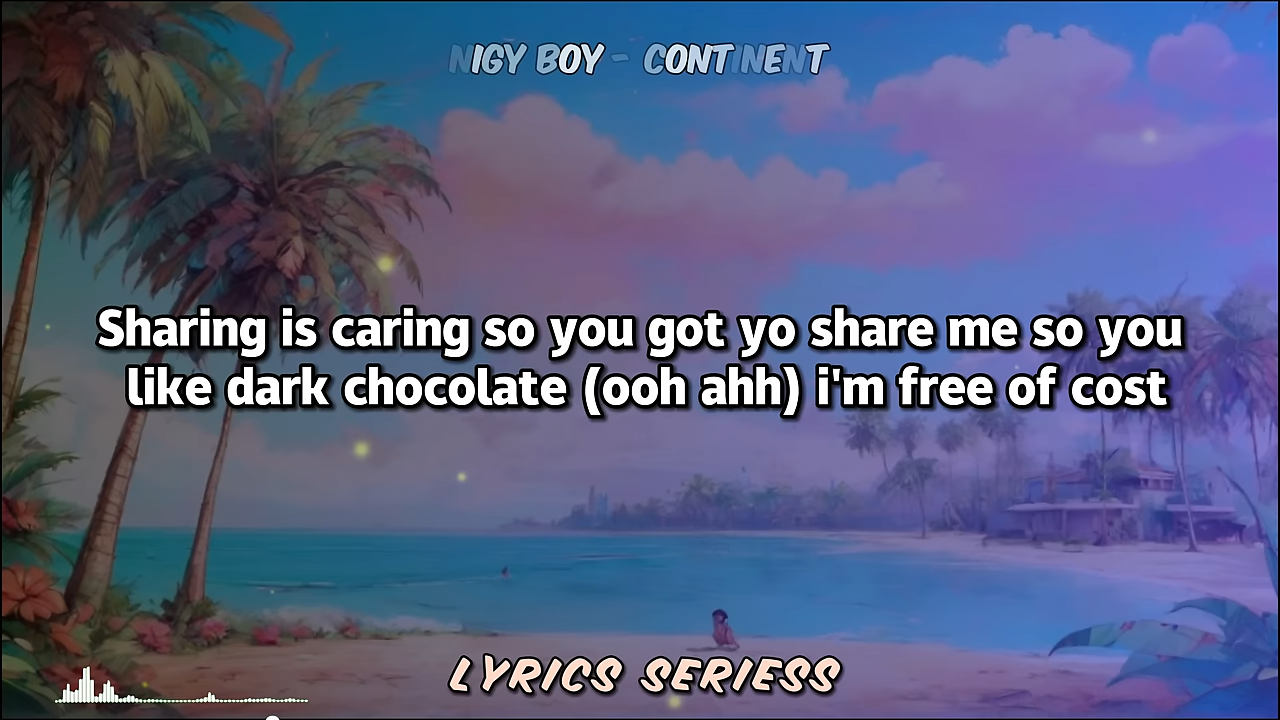 NIGY BOY - CONTINENT
Sharing is caring so you got yo share me so you
like dark chocolate (ooh ahh) i'm free of cost
LYRICS SERIESS